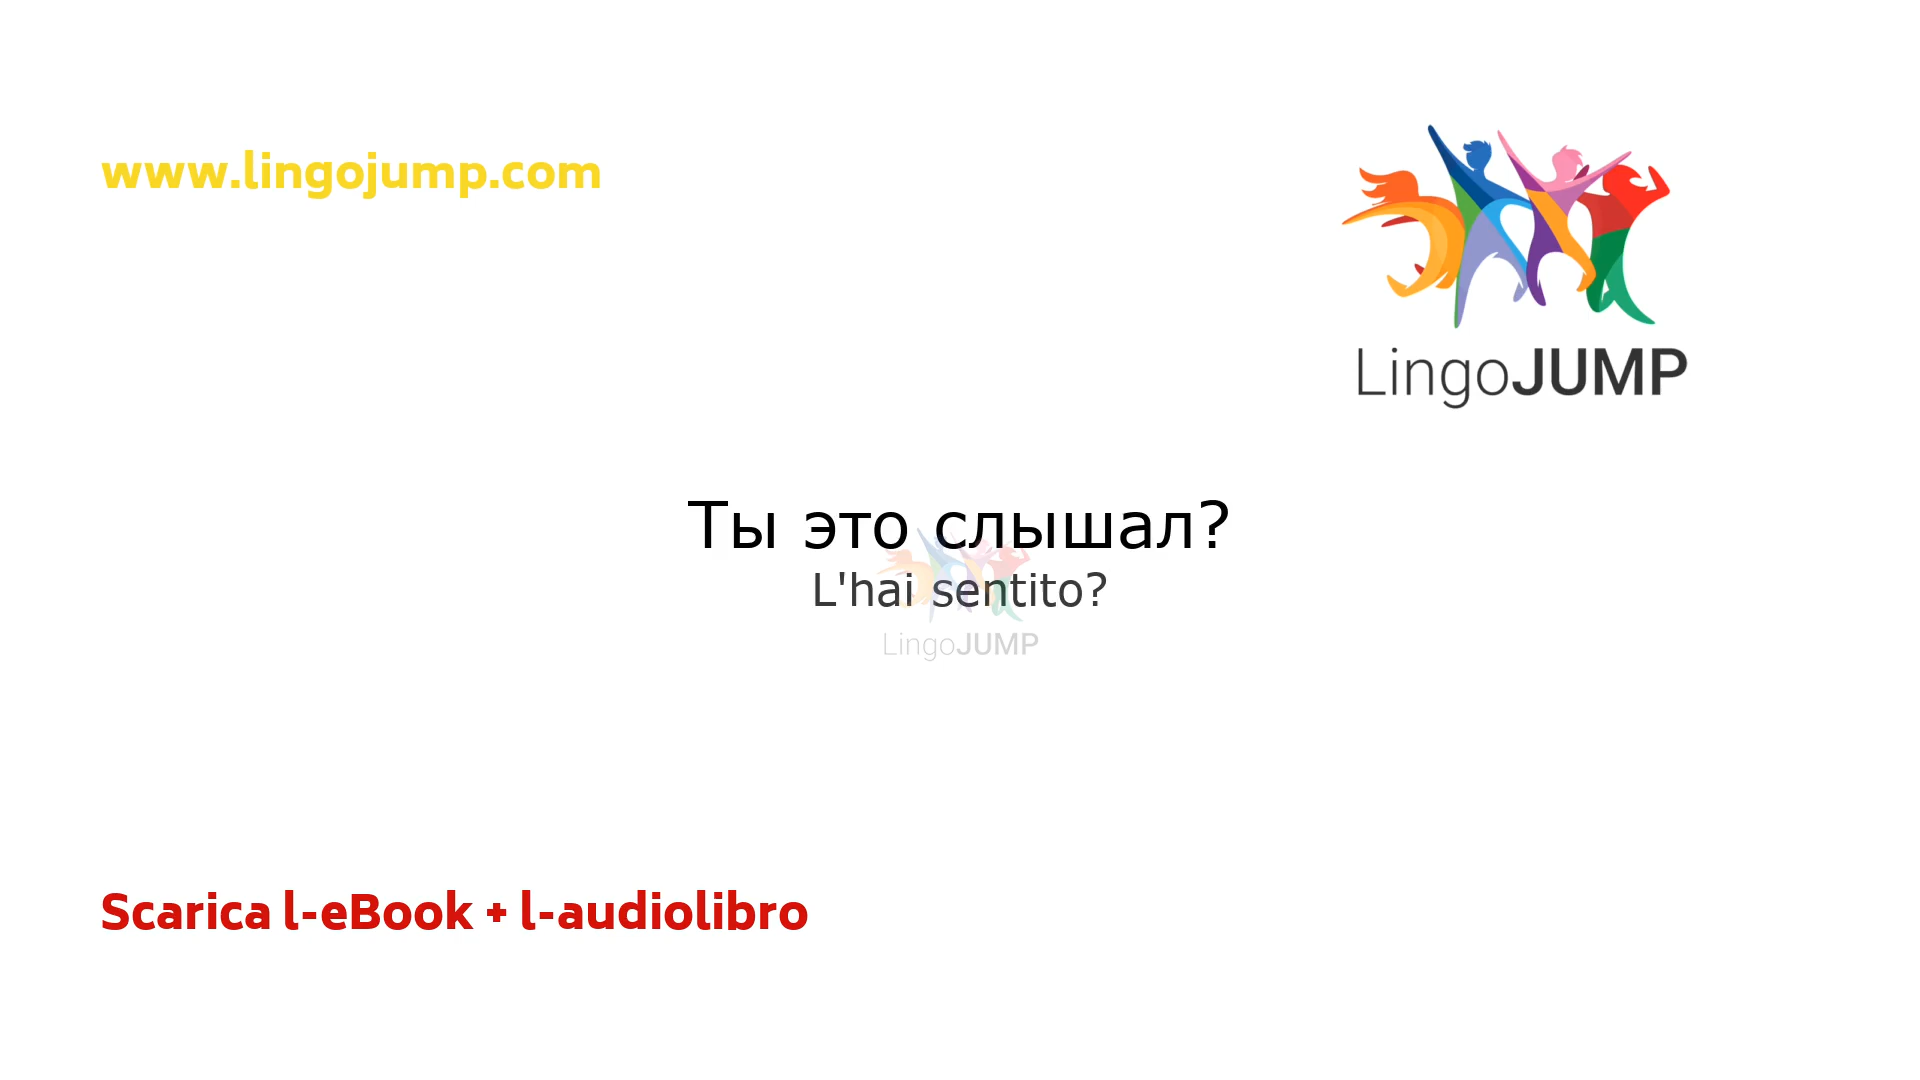 www.lingojump.com
LingoJUMP
Ты это слышал?
L'hai sentito?
LingoJUMP
Scarica l-eBook + l-audiolibro